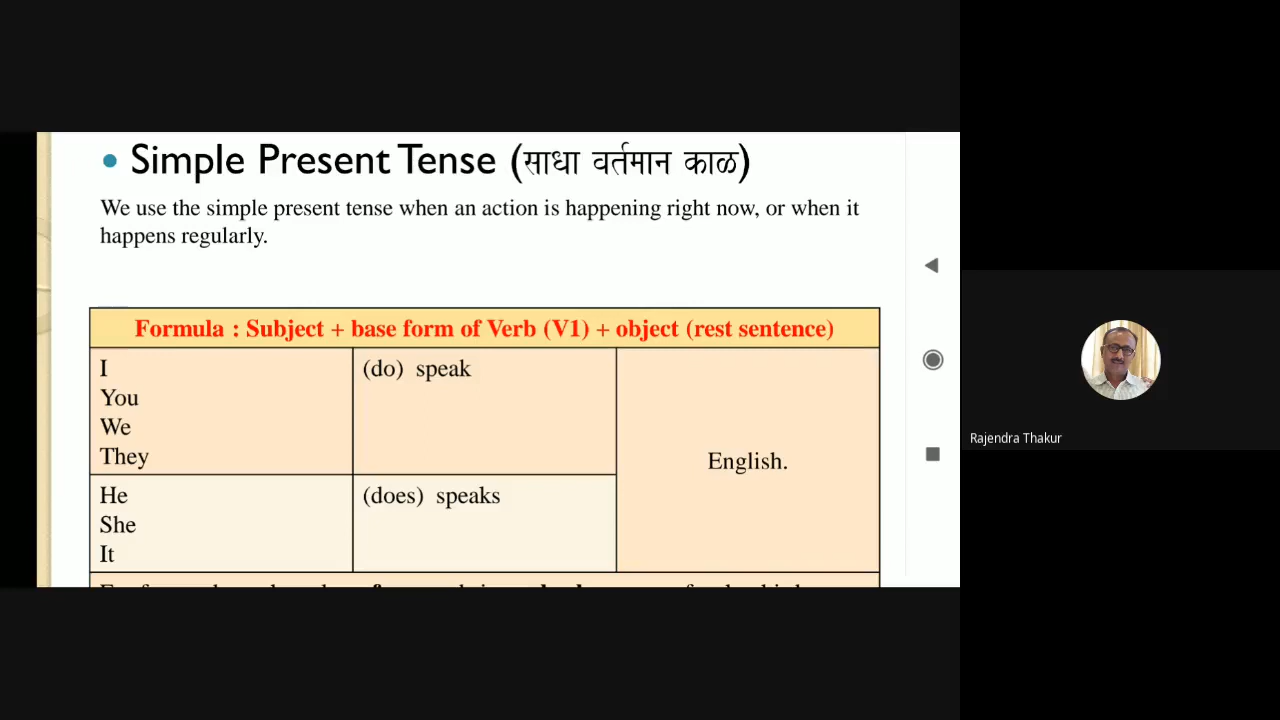 Simple Present Tense (साधा वर्तमान काळ)
We use the simple present tense when an action is happening right now, or when it
happens regularly.
Formula : Subject + base form of Verb (V1) + object (rest sentence)
I
You
We
They
(do) speak
English.
He
She
It
(does) speaks
Rajendra Thakur